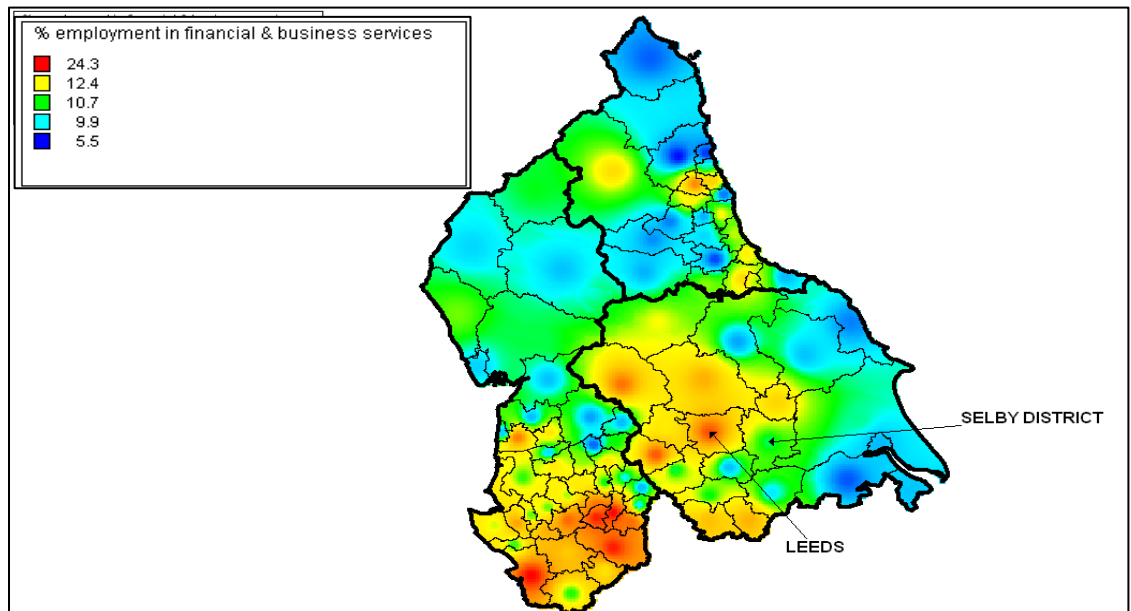 % employment in financial & business services
24.3
12.4
10.7
9.9
5.5
SELBY DISTRICT
LEEDS